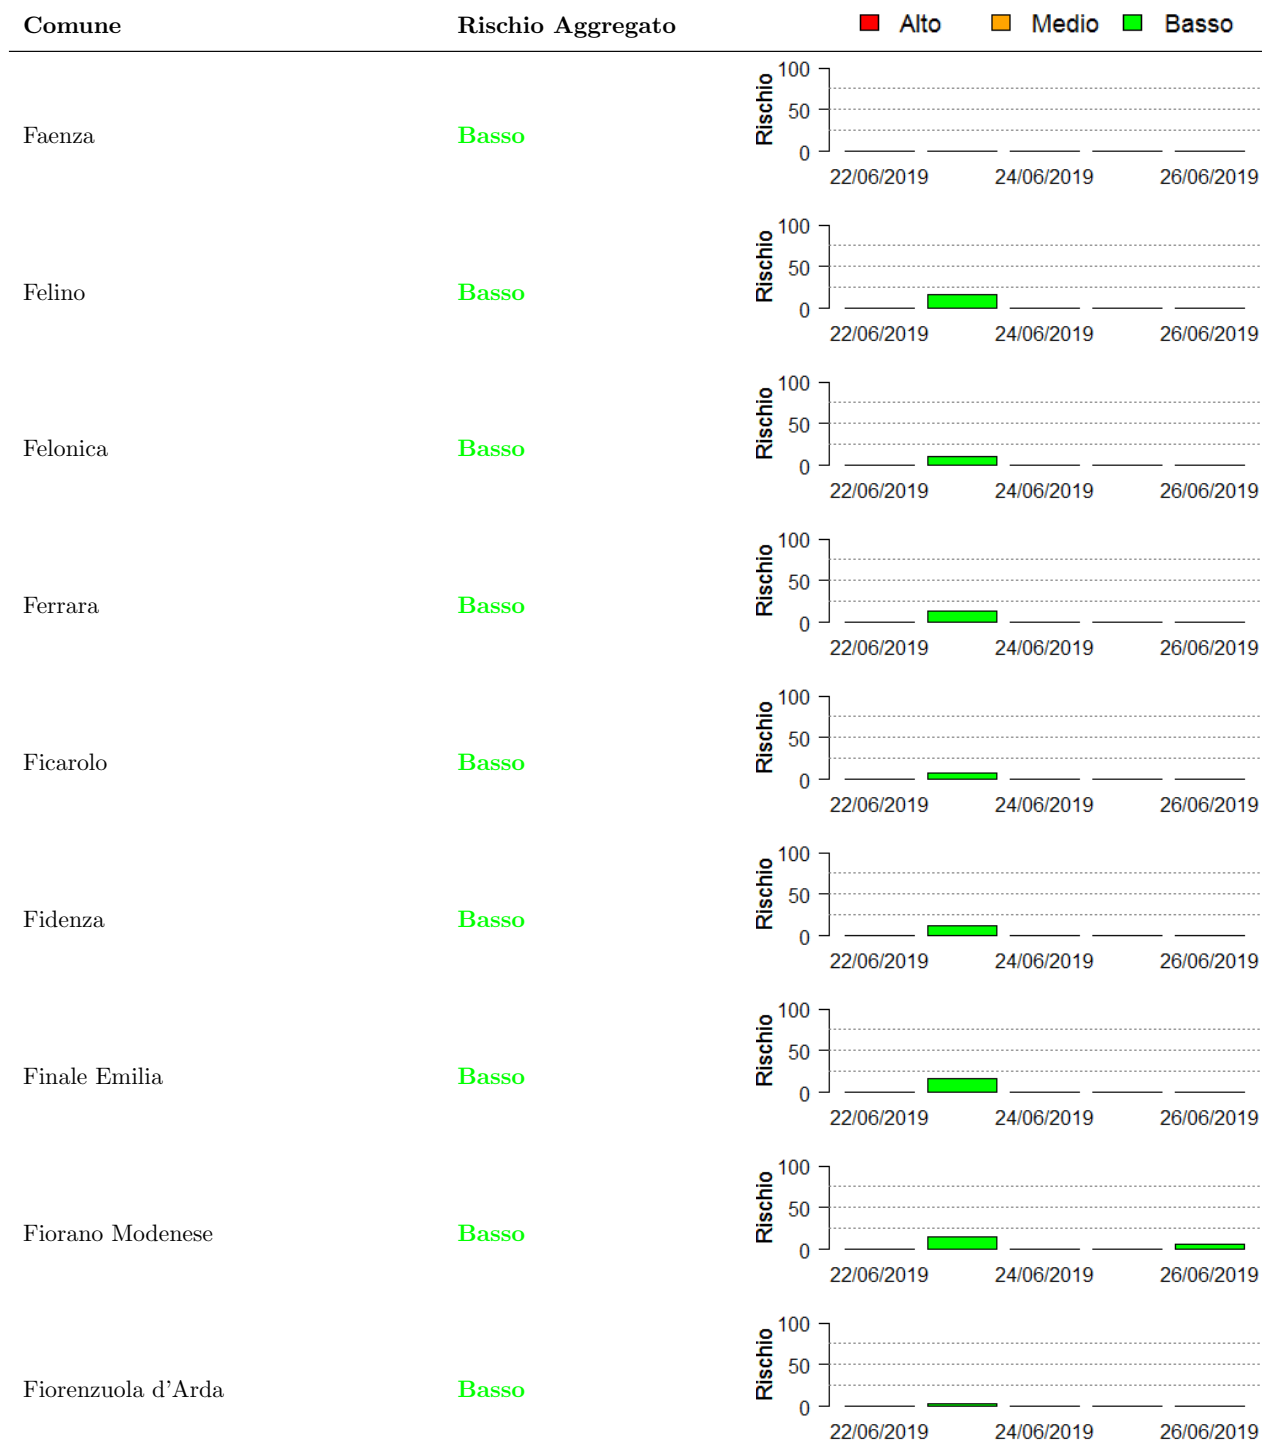 Comune Rischio Aggregato Alto Medio Basso
Faenza Basso Rischio 100 50 0
22/06/2019 24/06/2019 26/06/2019
Felino Basso Rischio 100 50 0
22/06/2019 24/06/2019 26/06/2019
Felonica Basso Rischio 100 50 0
22/06/2019 24/06/2019 26/06/2019
Ferrara Basso Rischio 100 50 0
22/06/2019 24/06/2019 26/06/2019
Ficarolo Basso Rischio 100 50 0
22/06/2019 24/06/2019 26/06/2019
Fidenza Basso Rischio 100 50 0
22/06/2019 24/06/2019 26/06/2019
Finale Emilia Basso Rischio 100 50 0
22/06/2019 24/06/2019 26/06/2019
Fiorano Modenese Basso Rischio 100 50 0
22/06/2019 24/06/2019 26/06/2019
Fiorenzuola d'Arda Basso Rischio 100 50 0
22/06/2019 24/06/2019 26/06/2019